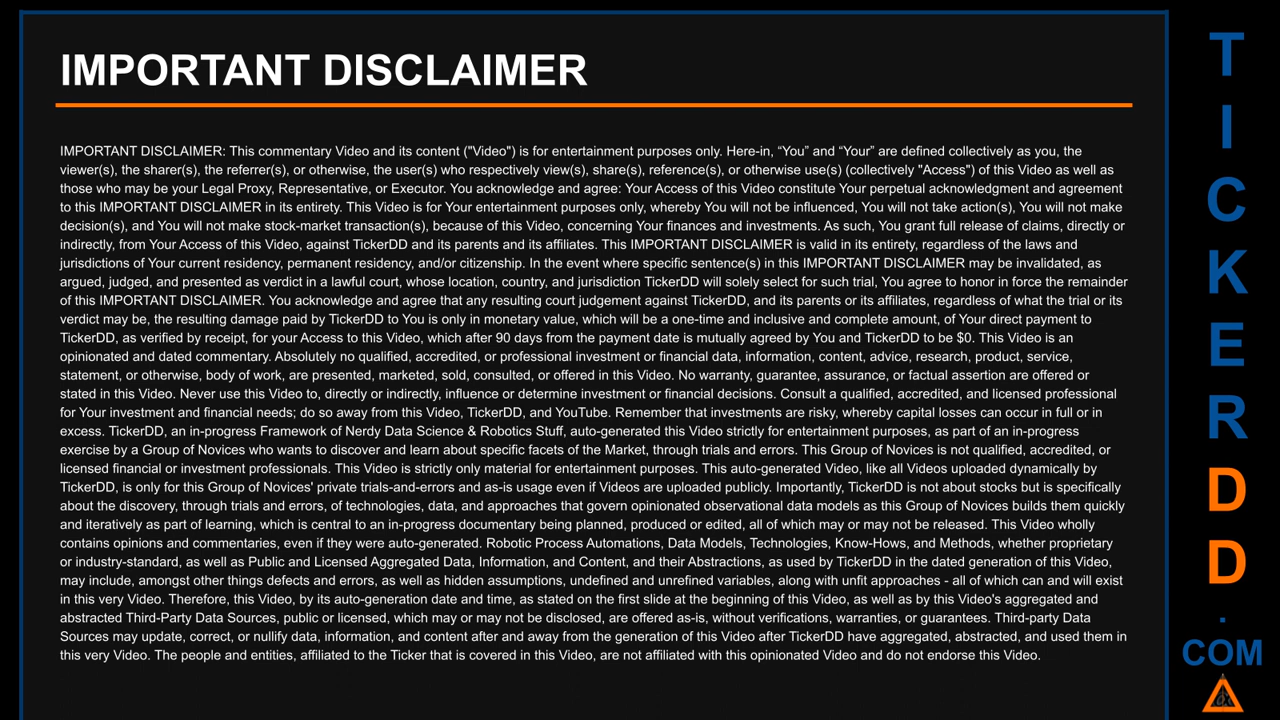 IMPORTANT DISCLAIMER
IMPORTANT DISCLAIMER: This commentary Video and its content ("Video") is for entertainment purposes only. Here-in, “You” and “Your” are defined collectively as you, the
viewer(s), the sharer(s), the referrer(s), or otherwise, the user(s) who respectively view(s), share(s), reference(s), or otherwise use(s) (collectively "Access") of this Video as well as
those who may be your Legal Proxy, Representative, or Executor. You acknowledge and agree: Your Access of this Video constitute Your perpetual acknowledgment and agreement
to this IMPORTANT DISCLAIMER in its entirety. This Video is for Your entertainment purposes only, whereby You will not be influenced, You will not take action(s), You will not make
decision(s), and You will not make stock-market transaction(s), because of this Video, concerning Your finances and investments. As such, You grant full release of claims, directly or
indirectly, from Your Access of this Video, against TickerDD and its parents and its affiliates. This IMPORTANT DISCLAIMER is valid in its entirety, regardless of the laws and
jurisdictions of Your current residency, permanent residency, and/or citizenship. In the event where specific sentence(s) in this IMPORTANT DISCLAIMER may be invalidated, as
argued, judged, and presented as verdict in a lawful court, whose location, country, and jurisdiction TickerDD will solely select for such trial, You agree to honor in force the remainder
of this IMPORTANT DISCLAIMER. You acknowledge and agree that any resulting court judgement against TickerDD, and its parents or its affiliates, regardless of what the trial or its
verdict may be, the resulting damage paid by TickerDD to You is only in monetary value, which will be a one-time and inclusive and complete amount, of Your direct payment to
TickerDD, as verified by receipt, for your Access to this Video, which after 90 days from the payment date is mutually agreed by You and TickerDD to be $0. This Video is an
opinionated and dated commentary. Absolutely no qualified, accredited, or professional investment or financial data, information, content, advice, research, product, service,
statement, or otherwise, body of work, are presented, marketed, sold, consulted, or offered in this Video. No warranty, guarantee, assurance, or factual assertion are offered or
stated in this Video. Never use this Video to, directly or indirectly, influence or determine investment or financial decisions. Consult a qualified, accredited, and licensed professional
for Your investment and financial needs; do so away from this Video, TickerDD, and YouTube. Remember that investments are risky, whereby capital losses can occur in full or in
excess. TickerDD, an in-progress Framework of Nerdy Data Science & Robotics Stuff, auto-generated this Video strictly for entertainment purposes, as part of an in-progress
exercise by a Group of Novices who wants to discover and learn about specific facets of the Market, through trials and errors. This Group of Novices is not qualified, accredited, or
licensed financial or investment professionals. This Video is strictly only material for entertainment purposes. This auto-generated Video, like all Videos uploaded dynamically by
TickerDD, is only for this Group of Novices' private trials-and-errors and as-is usage even if Videos are uploaded publicly. Importantly, TickerDD is not about stocks but is specifically
about the discovery, through trials and errors, of technologies, data, and approaches that govern opinionated observational data models as this Group of Novices builds them quickly
and iteratively as part of learning, which is central to an in-progress documentary being planned, produced or edited, all of which may or may not be released. This Video wholly
contains opinions and commentaries, even if they were auto-generated. Robotic Process Automations, Data Models, Technologies, Know-Hows, and Methods, whether proprietary
or industry-standard, as well as Public and Licensed Aggregated Data, Information, and Content, and their Abstractions, as used by TickerDD in the dated generation of this Video,
may include, amongst other things defects and errors, as well as hidden assumptions, undefined and unrefined variables, along with unfit approaches - all of which can and will exist
in this very Video. Therefore, this Video, by its auto-generation date and time, as stated on the first slide at the beginning of this Video, as well as by this Video's aggregated and
abstracted Third-Party Data Sources, public or licensed, which may or may not be disclosed, are offered as-is, without verifications, warranties, or guarantees. Third-party Data
Sources may update, correct, or nullify data, information, and content after and away from the generation of this Video after TickerDD have aggregated, abstracted, and used them in
this very Video. The people and entities, affiliated to the Ticker that is covered in this Video, are not affiliated with this opinionated Video and do not endorse this Video.
T
I
C
K
E
R
D
D
.
COM